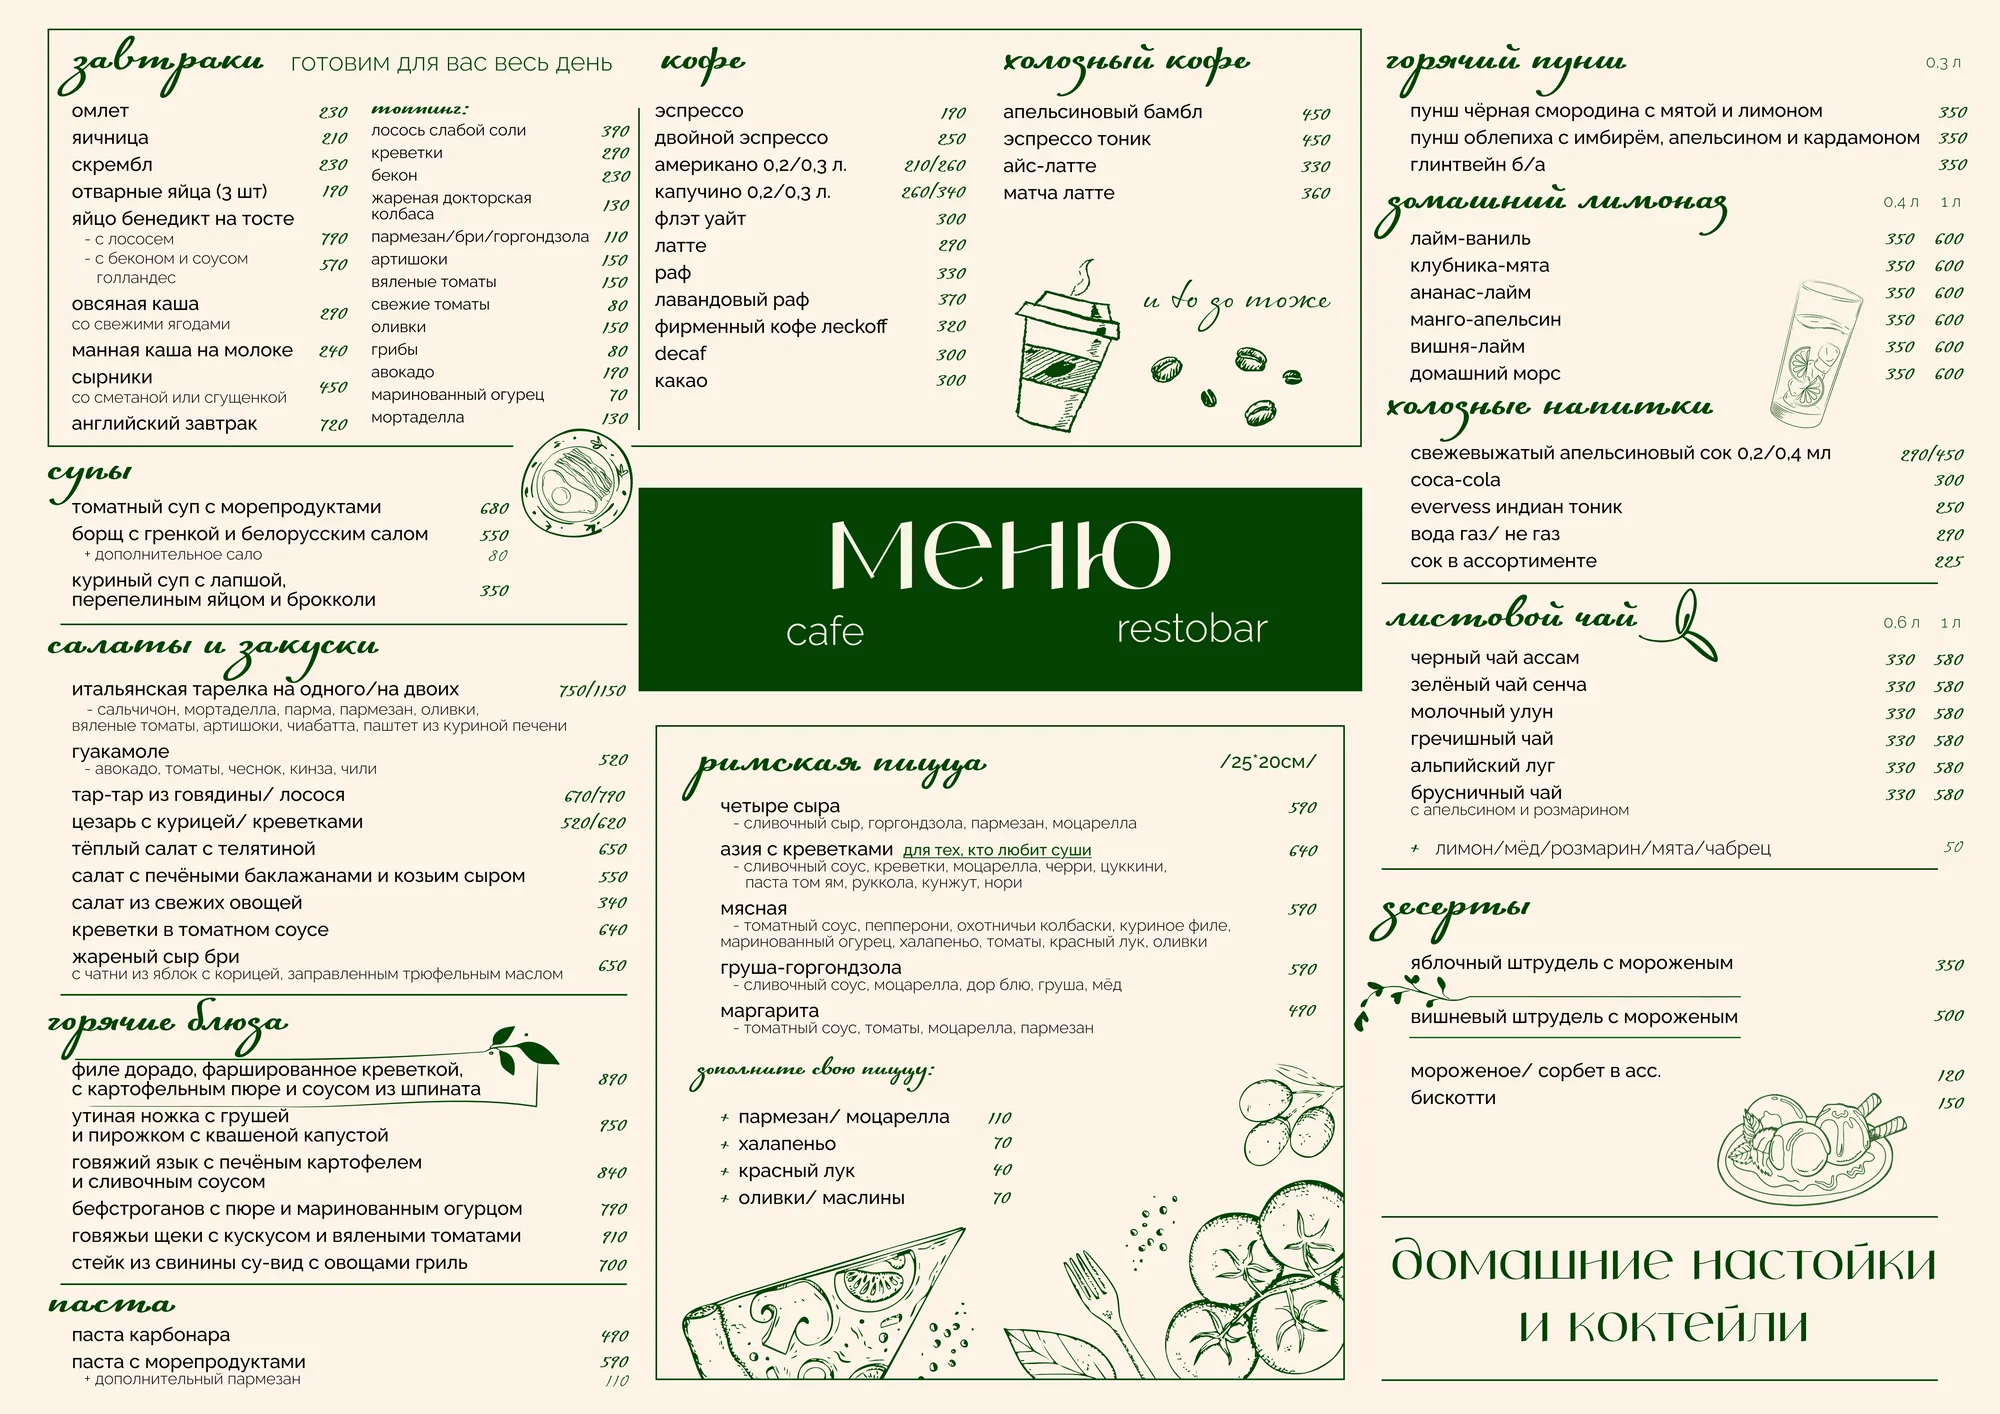 завтраки готовим для вас весь день
омлет 230
яичница 210
скрембл 230
отварные яйца (3 шт) 190
яйцо бенедикт на тосте
- с лососем 790
- с беконом и соусом
голландес 570
овсяная каша 290
со свежими ягодами
манная каша на молоке 240
сырники 450
со сметаной или сгущенкой
английский завтрак 720
топпинг:
лосось слабой соли 390
креветки 290
бекон 230
жареная докторская
колбаса 130
пармезан/бри/горгондзола 110
артишоки 150
вяленые томаты 150
свежие томаты 80
оливки 150
грибы 80
авокадо 190
маринованный огурец 70
мортаделла 130
кофе
эспрессо 190
двойной эспрессо 250
американо 0,2/0,3 л. 210/260
капучино 0,2/0,3 л. 260/340
флэт уайт 300
латте 290
раф 330
лавандовый раф 370
фирменный кофе леckoff 320
decaf 300
какао 300
холодный кофе
апельсиновый бамбл 450
эспрессо тоник 450
айс-латте 330
матча латте 360
и to go тоже
супы
томатный суп с морепродуктами 680
борщ с гренкой и белорусским салом 550
+ дополнительное сало 80
куриный суп с лапшой,
перепелиным яйцом и брокколи 350
салаты и закуски
итальянская тарелка на одного/на двоих 750/1150
- сальчичон, мортаделла, парма, пармезан, оливки,
вяленые томаты, артишоки, чиабатта, паштет из куриной печени
гуакамоле 520
- авокадо, томаты, чеснок, кинза, чили
тар-тар из говядины/ лосося 670/790
цезарь с курицей/ креветками 520/620
тёплый салат с телятиной 650
салат с печёными баклажанами и козьим сыром 550
салат из свежих овощей 340
креветки в томатном соусе 640
жареный сыр бри 650
с чатни из яблок с корицей, заправленным трюфельным маслом
горячие блюда
филе дорадо, фаршированное креветкой,
с картофельным пюре и соусом из шпината 890
утиная ножка с грушей
и пирожком с квашеной капустой 950
говяжий язык с печёным картофелем
и сливочным соусом 840
бефстроганов с пюре и маринованным огурцом 790
говяжьи щеки с кускусом и вялеными томатами 910
стейк из свинины су-вид с овощами гриль 700
паста
паста карбонара 490
паста с морепродуктами 590
+ дополнительный пармезан 110
меню
cafe restobar
римская пицца /25*20см/
четыре сыра 590
- сливочный сыр, горгондзола, пармезан, моцарелла
азия с креветками для тех, кто любит суши 640
- сливочный соус, креветки, моцарелла, черри, цуккини,
паста том ям, руккола, кунжут, нори
мясная 590
- томатный соус, пепперони, охотничьи колбаски, куриное филе,
маринованный огурец, халапеньо, томаты, красный лук, оливки
груша-горгондзола 590
- сливочный соус, моцарелла, дор блю, груша, мёд
маргарита 490
- томатный соус, томаты, моцарелла, пармезан
дополните свою пиццу:
+ пармезан/ моцарелла 110
+ халапеньо 70
+ красный лук 40
+ оливки/ маслины 70
горячий пунш 0,3 л
пунш чёрная смородина с мятой и лимоном 350
пунш облепиха с имбирём, апельсином и кардамоном 350
глинтвейн б/а 350
домашний лимонад 0,4 л 1 л
лайм-ваниль 350 600
клубника-мята 350 600
ананас-лайм 350 600
манго-апельсин 350 600
вишня-лайм 350 600
домашний морс 350 600
холодные напитки
свежевыжатый апельсиновый сок 0,2/0,4 мл 290/450
coca-cola 300
evervess индиан тоник 250
вода газ/ не газ 290
сок в ассортименте 225
листовой чай 0,6 л 1 л
черный чай ассам 330 580
зелёный чай сенча 330 580
молочный улун 330 580
гречишный чай 330 580
альпийский луг 330 580
брусничный чай 330 580
с апельсином и розмарином
+ лимон/мёд/розмарин/мята/чабрец 50
десерты
яблочный штрудель с мороженым 350
вишневый штрудель с мороженым 500
мороженое/ сорбет в асс. 120
бискотти 150
домашние настойки
и коктейли